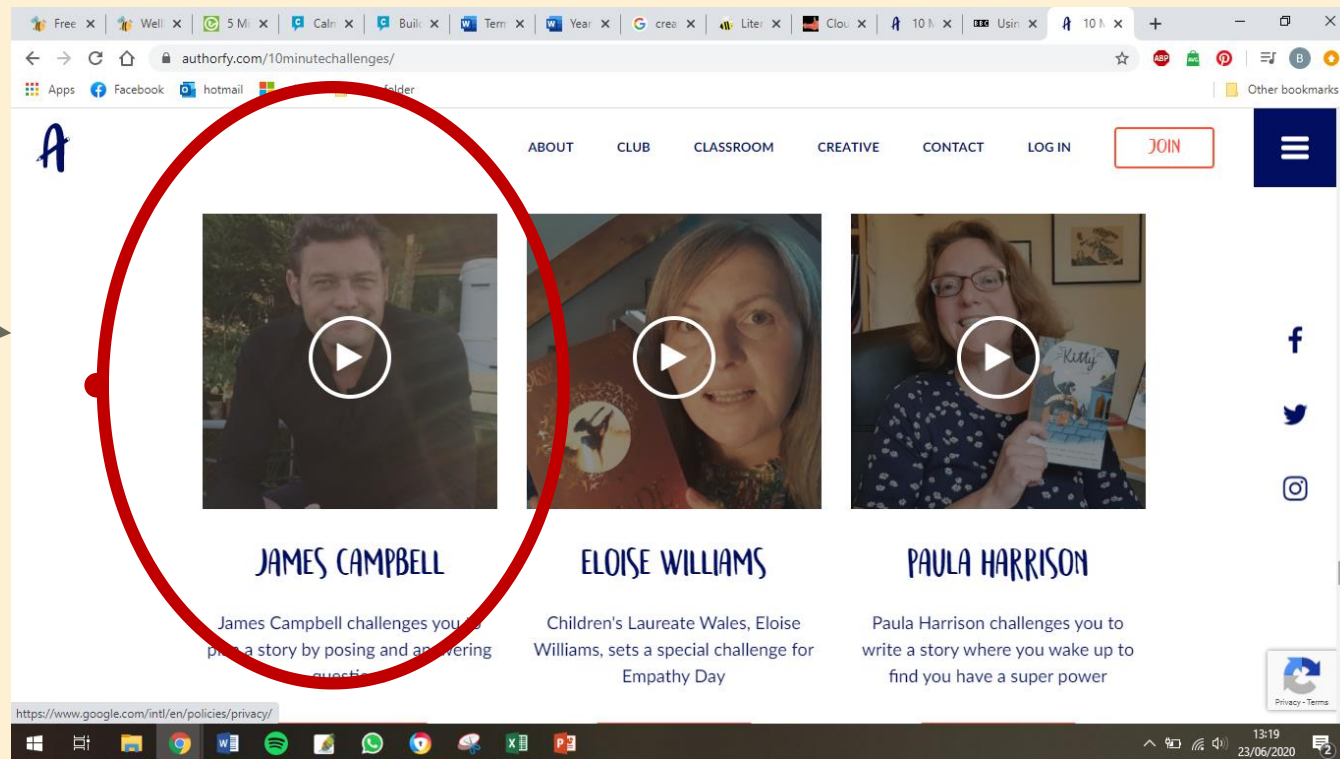 Free
Well
5 Mi
Caln
Buil
Tern
Year
crea
Liter
Clou
10 M
Usin
10 M
authorfy.com/10minutechallenges/
Apps
Facebook
hotmail
folder
Other bookmarks
ABOUT
CLUB
CLASSROOM
CREATIVE
CONTACT
LOG IN
JOIN
Kitty
JAMES CAMPBELL
ELOISE WILLIAMS
PAULA HARRISON
James Campbell challenges you to
a story by posing and answering
Children's Laureate Wales, Eloise
Williams, sets a special challenge for
Empathy Day
Paula Harrison challenges you to
write a story where you wake up to
find you have a super power
Privacy - Terms
https://www.google.com/intl/en/policies/privacy/
13:19
23/06/2020